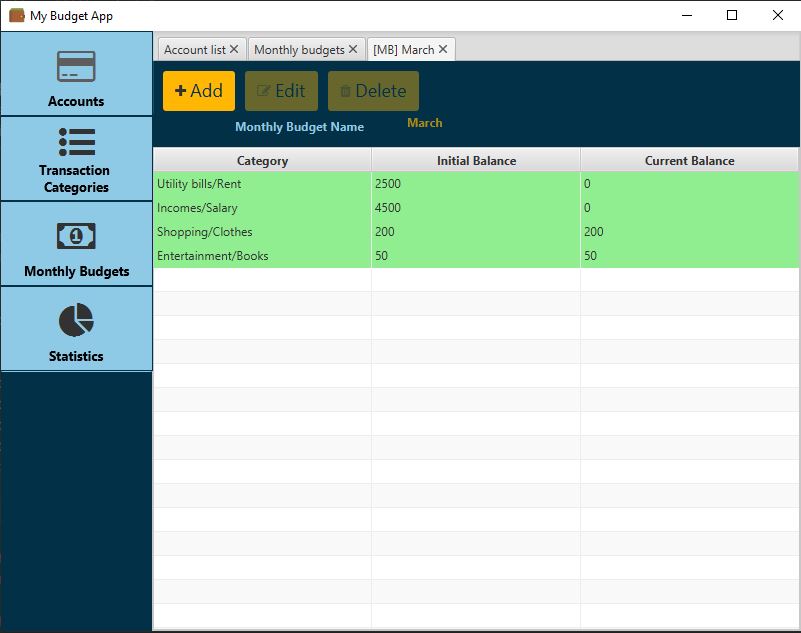 My Budget App
Accounts
Transaction
Categories
Monthly Budgets
Statistics
Account list Monthly budgets [MB] March
Add Edit Delete
Monthly Budget Name March
Category Initial Balance Current Balance
Utility bills/Rent 2500 0
Incomes/Salary 4500 0
Shopping/Clothes 200 200
Entertainment/Books 50 50